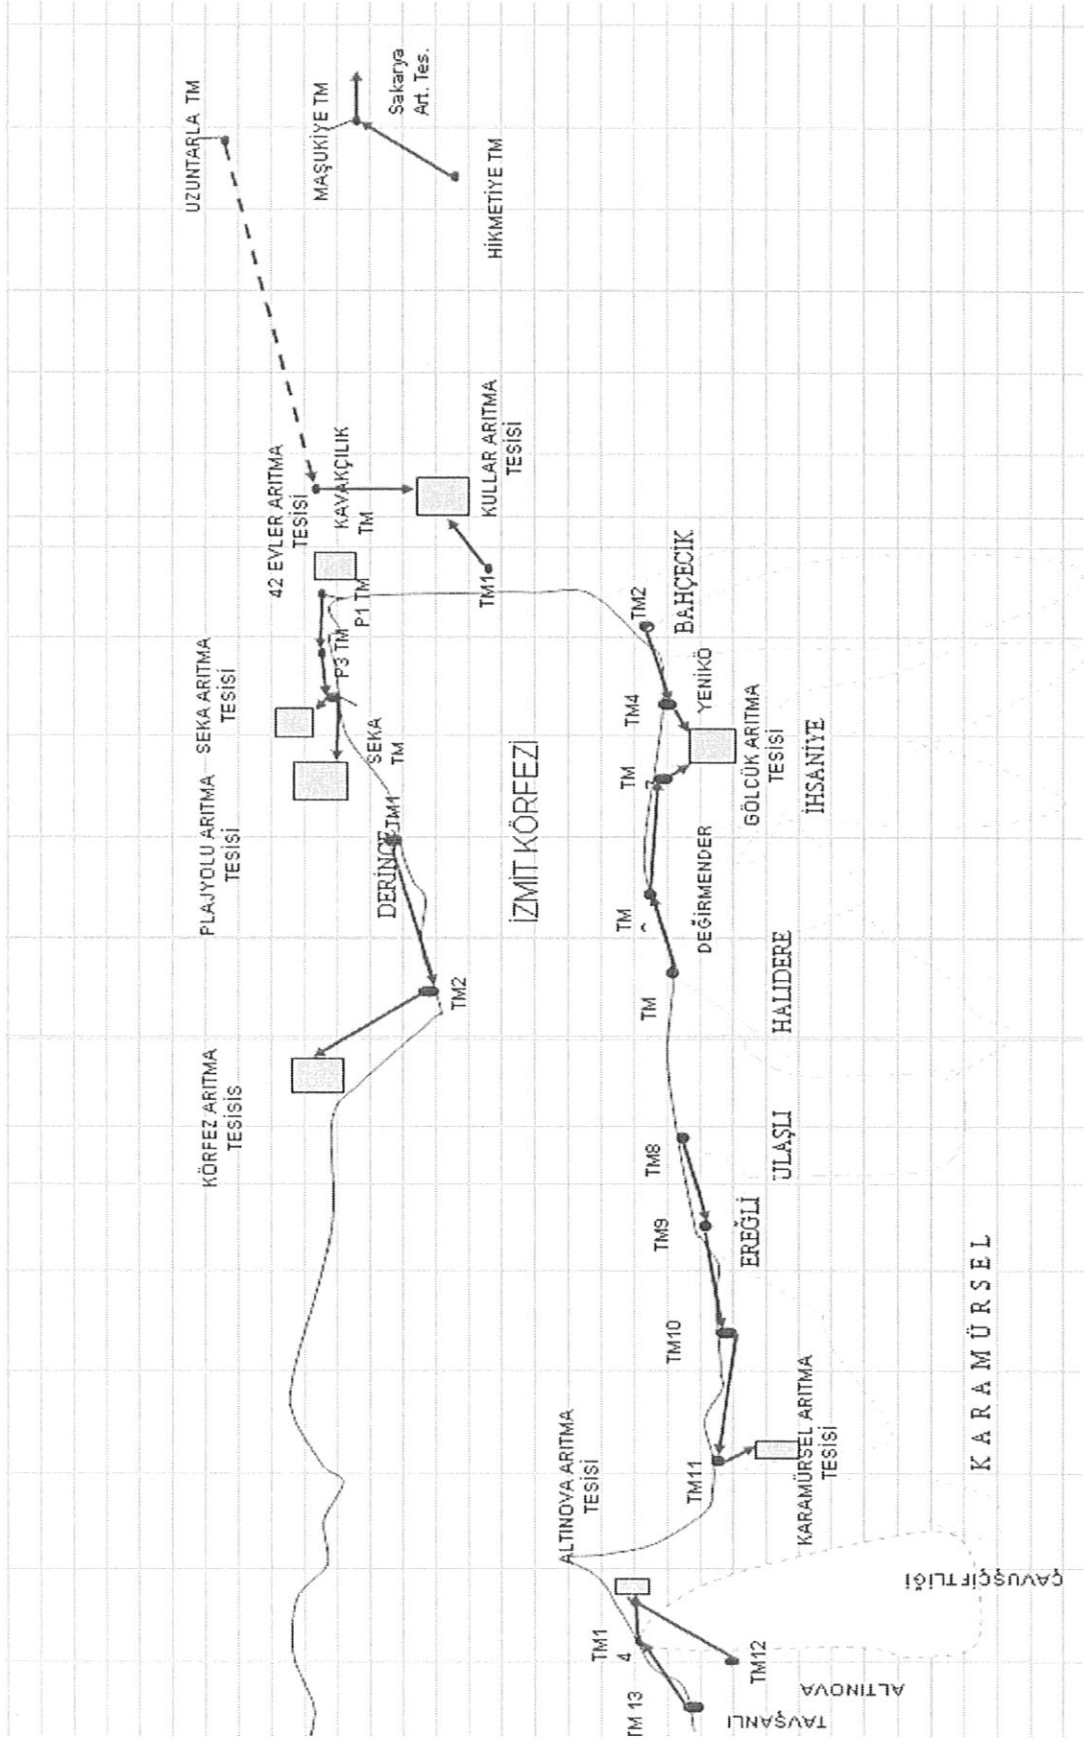 UZUNTARLA TM
MAŞUKİYE TM
Sakarya
Art. Tes.
HİKMETİYE TM
42 EVLER ARITMA
TESİSİ
KAVAKÇILIK
TM
KULLAR ARITMA
TESİSİ
P1 TM
TM1
P3 TM
PLAJYOLU ARITMA
TESİSİ
SEKA ARITMA
TESİSİ
SEKA
TM
TM1
DERİNCE
TM2
KÖRFEZ ARITMA
TESİSİS
İZMİT KÖRFEZİ
TM2
BAHÇECİK
TM4
YENİKÖ
GÖLCÜK ARITMA
TESİSİ
İHSANİYE
TM
7
TM
DEĞİRMENDER
TM
HALIDERE
TM8
ULAŞLI
TM9
EREĞLİ
TM10
KARAMÜRSEL
TM11
KARAMÜRSEL ARITMA
TESİSİ
ALTINOVA ARITMA
TESİSİ
ÇAVUŞÇİFTLİĞİ
TM1
4
TM12
TM 13
ALTINOVA
TAVŞANLI